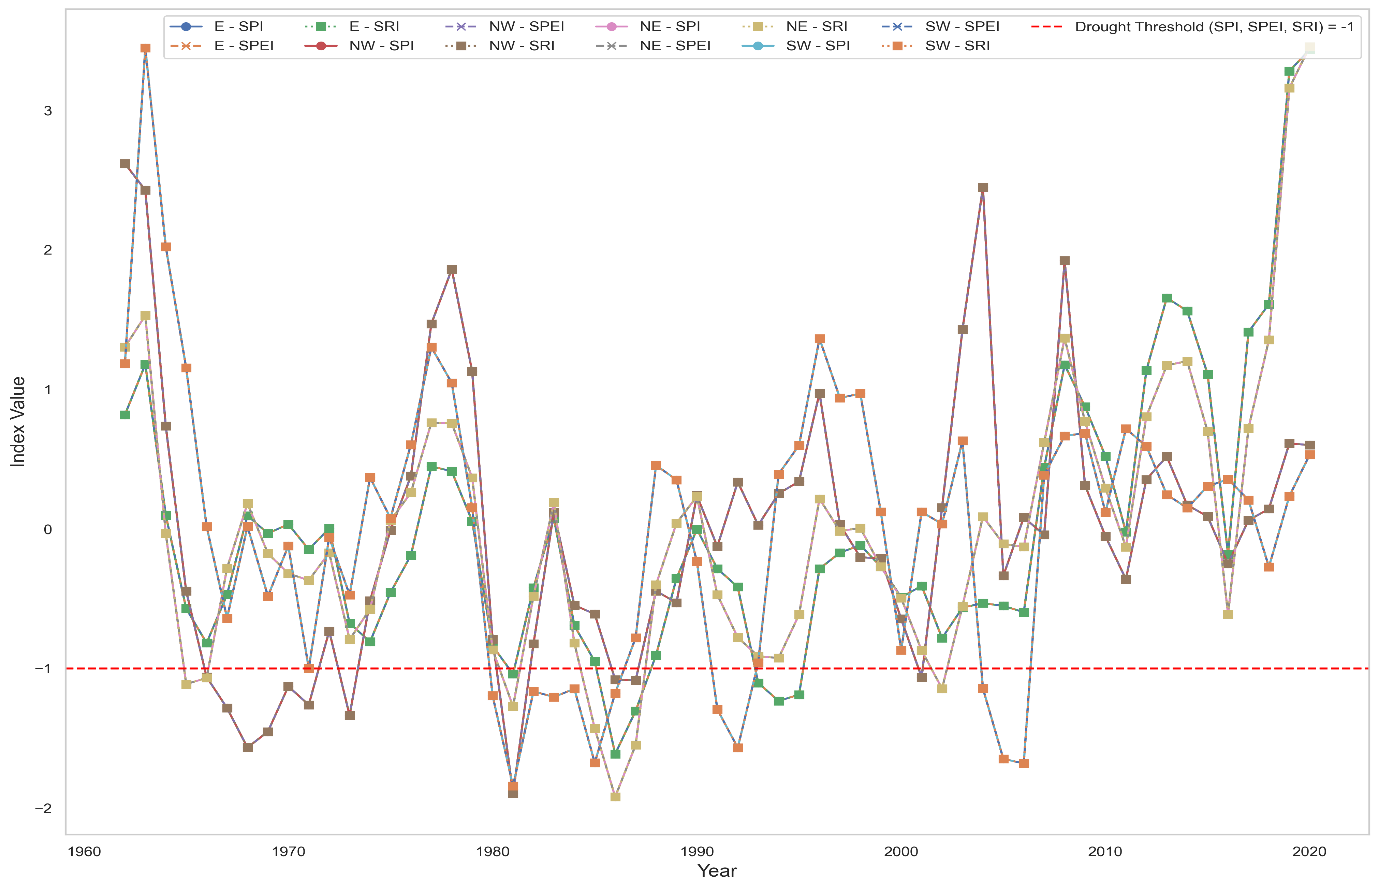 E - SPI E - SRI NW - SPEI NE - SPI NE - SRI SW - SPEI Drought Threshold (SPI, SPEI, SRI) = -1
E - SPEI NW - SPI NW - SRI NE - SPEI SW - SPI SW - SRI
3
2
1
0
−1
−2
Index Value
1960 1970 1980 1990 2000 2010 2020
Year